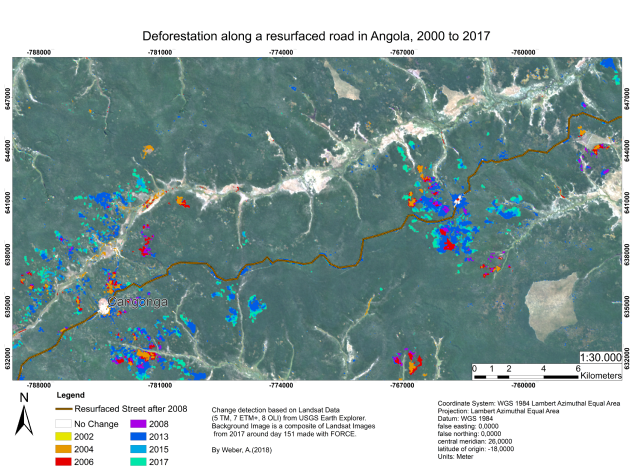 Deforestation along a resurfaced road in Angola, 2000 to 2017
-788000 -781000 -774000 -767000 -760000
647000 647000
644000 644000
641000 641000
638000 638000
635000 635000
632000 632000
Cangonga
1:30.000
0 1 2 4 6
Kilometers
-788000 -781000 -774000 -767000 -760000
N
Legend
Resurfaced Street after 2008
No Change
2002
2004
2006
2008
2013
2015
2017
Change detection based on Landsat Data
(5 TM, 7 ETM+, 8 OLI) from USGS Earth Explorer,
Background Image is a composite of Landsat Images
from 2017 around day 151 made with FORCE.
By Weber, A.(2018)
Coordinate System: WGS 1984 Lambert Azimuthal Equal Area
Projection: Lambert Azimuthal Equal Area
Datum: WGS 1984
false easting: 0,0000
false northing: 0,0000
central meridian: 26,0000
latitude of origin: -18,0000
Units: Meter